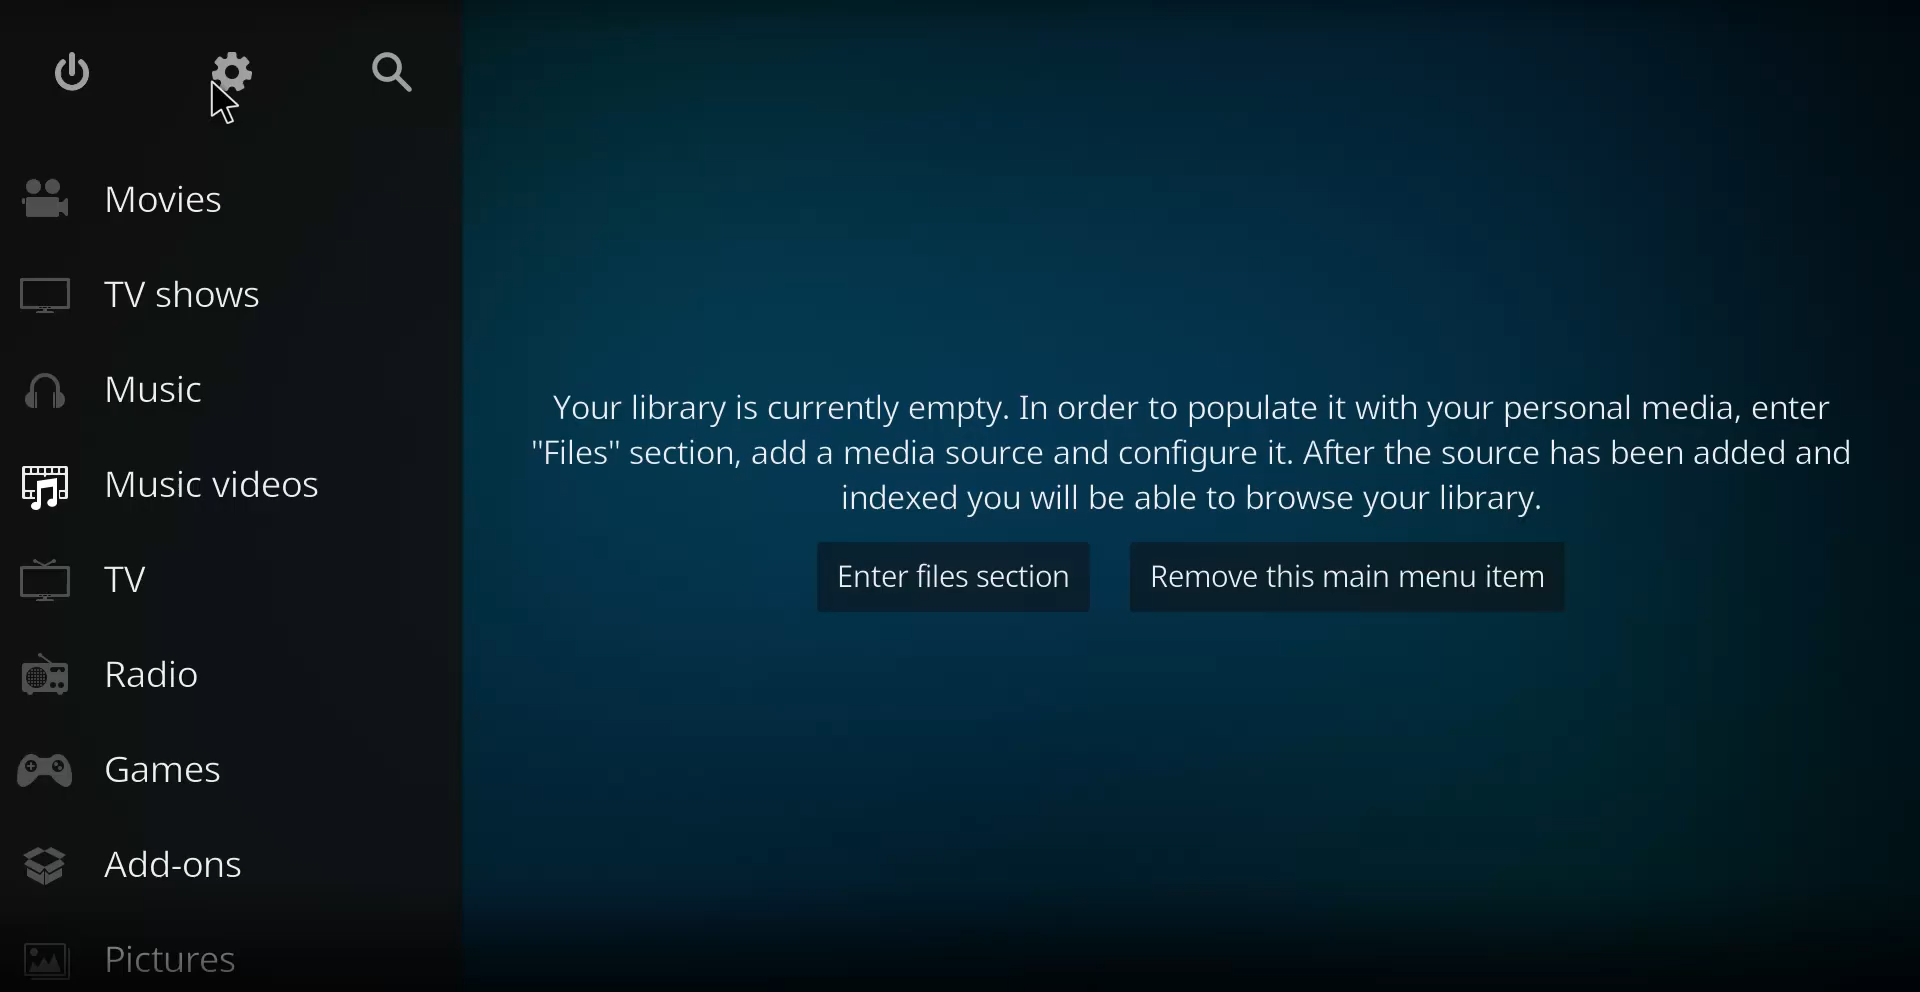 Movies
TV shows
Music
Music videos
TV
Radio
Games
Add-ons
Pictures
Your library is currently empty. In order to populate it with your personal media, enter
"Files" section, add a media source and configure it. After the source has been added and
indexed you will be able to browse your library.
Enter files section
Remove this main menu item